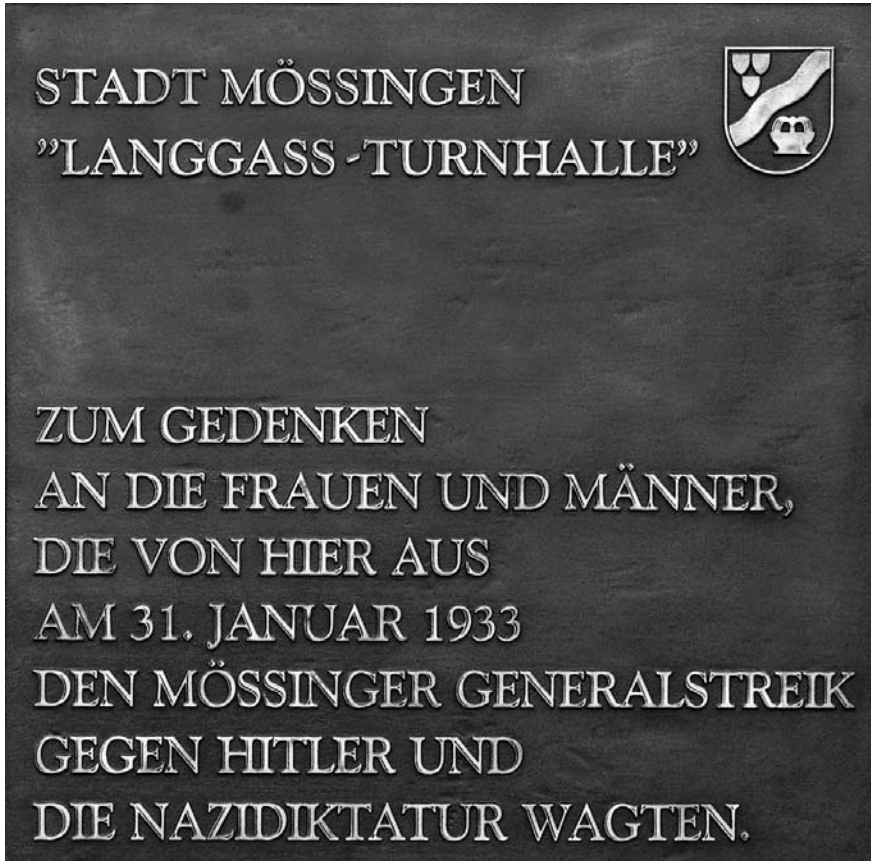 STADT MÖSSINGEN
”LANGGASS-TURNHALLE”
ZUM GEDENKEN
AN DIE FRAUEN UND MÄNNER,
DIE VON HIER AUS
AM 31. JANUAR 1933
DEN MÖSSINGER GENERALSTREIK
GEGEN HITLER UND
DIE NAZIDIKTATUR WAGTEN.